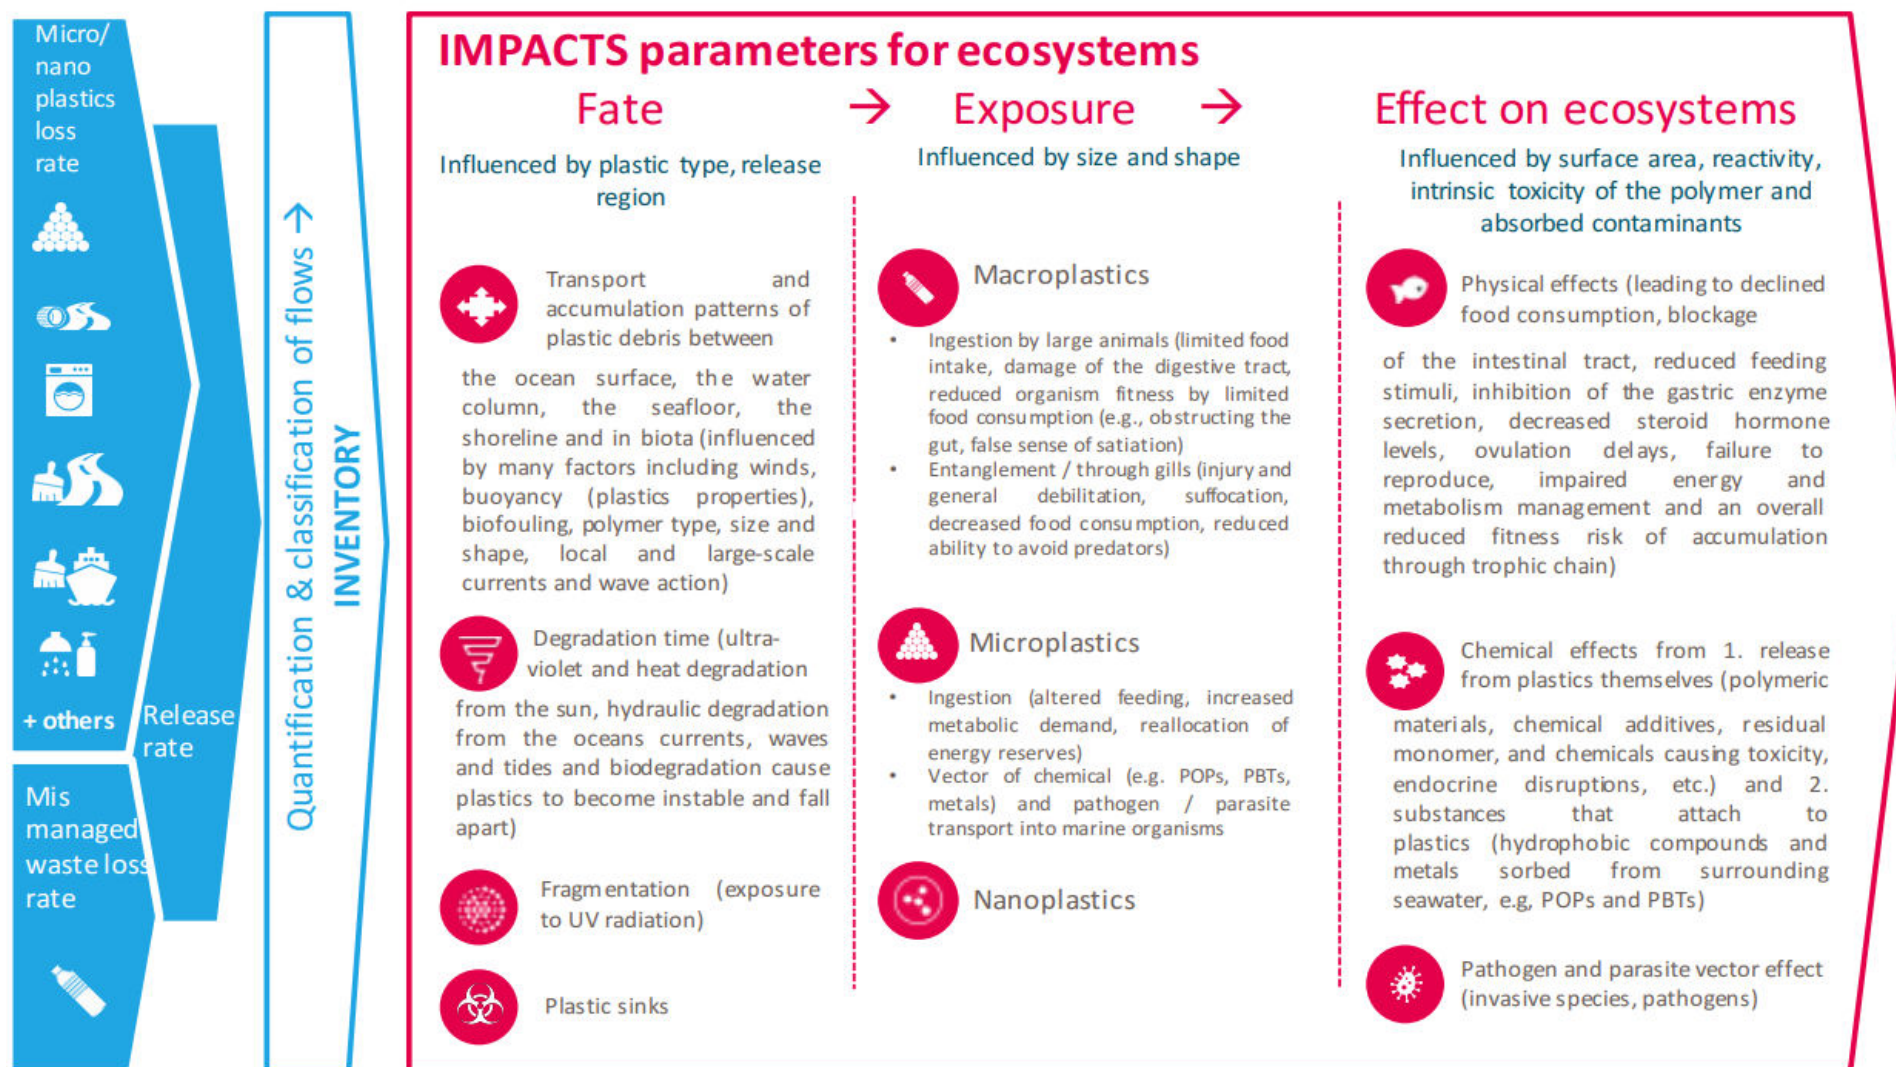 Micro/
nano
plastics
loss
rate
+ others
Mis
managed
waste loss
rate
Release
rate
Quantification & classification of flows →
INVENTORY
IMPACTS parameters for ecosystems
Fate
→
Exposure
→
Effect on ecosystems
Influenced by plastic type, release
region
Transport and
accumulation patterns of
plastic debris between
the ocean surface, the water
column, the seafloor, the
shoreline and in biota (influenced
by many factors including winds,
buoyancy (plastics properties),
biofouling, polymer type, size and
shape, local and large-scale
currents and wave action)
Degradation time (ultra-
violet and heat degradation
from the sun, hydraulic degradation
from the oceans currents, waves
and tides and biodegradation cause
plastics to become instable and fall
apart)
Fragmentation (exposure
to UV radiation)
Plastic sinks
Influenced by size and shape
Macroplastics
• Ingestion by large animals (limited food
intake, damage of the digestive tract,
reduced organism fitness by limited
food consumption (e.g., obstructing the
gut, false sense of satiation)
• Entanglement / through gills (injury and
general debilitation, suffocation,
decreased food consumption, reduced
ability to avoid predators)
Microplastics
• Ingestion (altered feeding, increased
metabolic demand, reallocation of
energy reserves)
• Vector of chemical (e.g. POPs, PBTs,
metals) and pathogen / parasite
transport into marine organisms
Nanoplastics
Influenced by surface area, reactivity,
intrinsic toxicity of the polymer and
absorbed contaminants
Physical effects (leading to declined
food consumption, blockage
of the intestinal tract, reduced feeding
stimuli, inhibition of the gastric enzyme
secretion, decreased steroid hormone
levels, ovulation delays, failure to
reproduce, impaired energy and
metabolism management and an overall
reduced fitness risk of accumulation
through trophic chain)
Chemical effects from 1. release
from plastics themselves (polymeric
materials, chemical additives, residual
monomer, and chemicals causing toxicity,
endocrine disruptions, etc.) and 2.
substances that attach to
plastics (hydrophobic compounds and
metals sorbed from surrounding
seawater, e.g, POPs and PBTs)
Pathogen and parasite vector effect
(invasive species, pathogens)